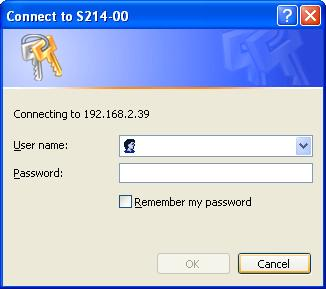 Connect to S214-00
Connecting to 192.168.2.39
User name:
Password:
Remember my password
OK
Cancel